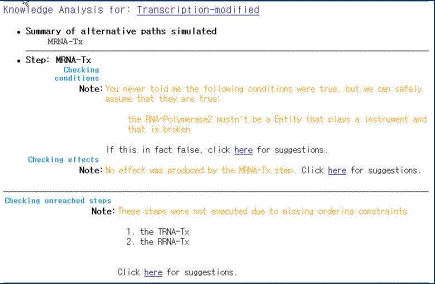 Knowledge Analysis for: Transcription-modified
• Summary of alternative paths simulated
MRNA-Tx
• Step: MRNA-Tx
Checking
conditions
Note: You never told me the following conditions were true, but we can safely
assume that they are true:
the RNA-Polymerase2 mustn't be a Entity that plays a Instrument and
that is broken
If this in fact false, click here for suggestions.
Checking effects
Note: No effect was produced by the MRNA-Tx step. Click here for suggestions.
Checking unreached steps
Note: These steps were not executed due to missing ordering constraints
1. the TRNA-Tx
2. the RRNA-Tx
Click here for suggestions.